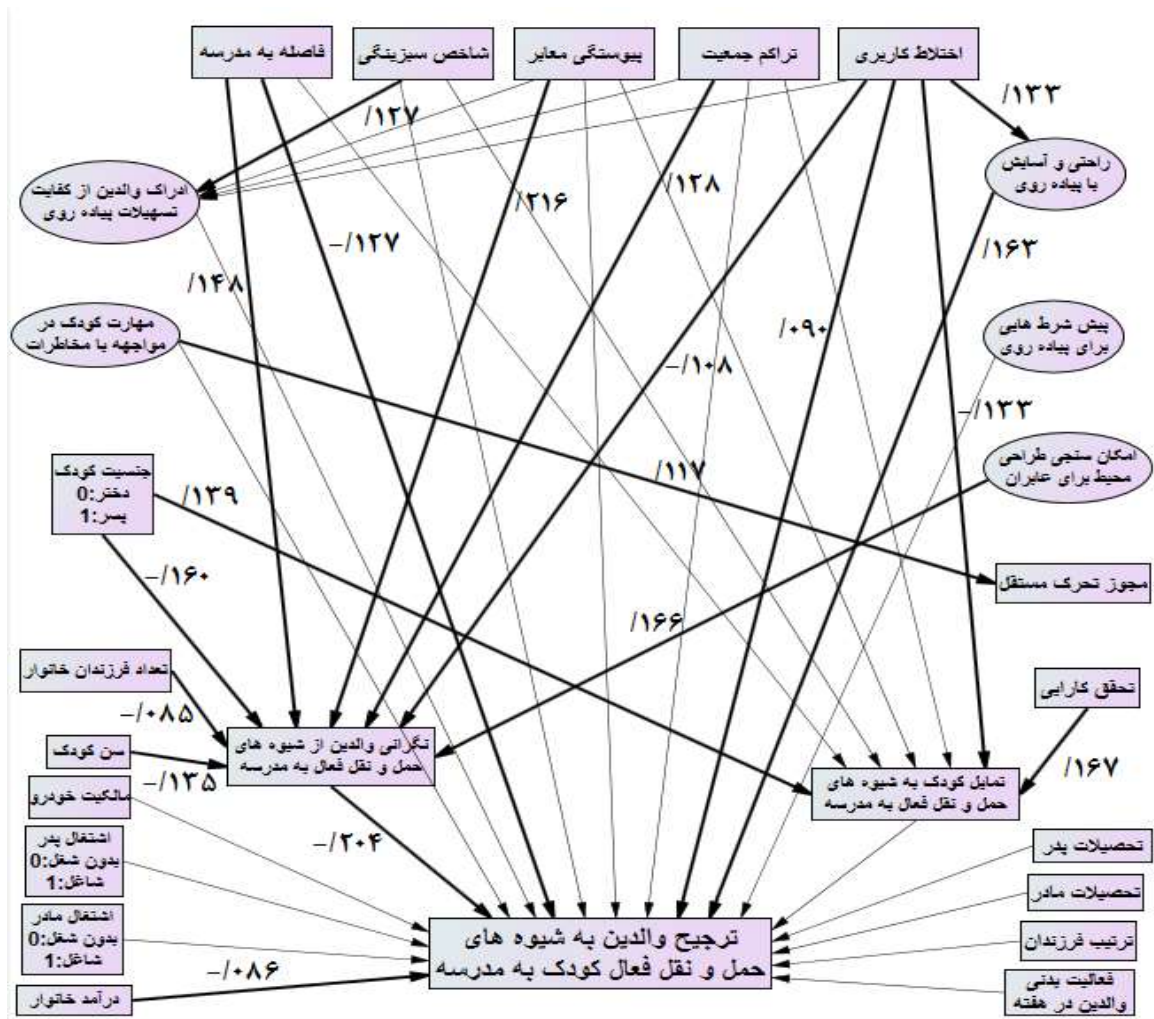 اختلاط کاربری
تراکم جمعیت
پیوستگی معابر
شاخص سبزینگی
فاصله به مدرسه
/۱۳۳
/۱۲۷
راحتی و آسایش
با پیاده روی
ادراک والدین از کفایت
تسهیلات پیاده روی
/۱۲۸
/۲۱۶
-/۱۲۷
/۱۶۳
/۱۴۸
پیش شرط هایی
برای پیاده روی
مهارت کودک در
مواجهه با مخاطرات
/۰۹۰
-/۱۰۸
-/۱۳۳
امکان سنجی طراحی
محیط برای عابران
/۱۱۷
جنسیت کودک
دختر:0
پسر:1
/۱۳۹
-/۱۶۰
مجوز تحرک مستقل
/۱۶۶
تعداد فرزندان خانوار
-/۰۸۵
تحقق کارایی
/۱۶۷
نگرانی والدین از شیوه های
حمل و نقل فعال به مدرسه
سن کودک
-/۱۳۵
تمایل کودک به شیوه های
حمل و نقل فعال به مدرسه
مالکیت خودرو
-/۲۰۴
اشتغال پدر
بدون شغل:0
شاغل:1
تحصیلات پدر
تحصیلات مادر
اشتغال مادر
بدون شغل:0
شاغل:1
ترجیح والدین به شیوه های
حمل و نقل فعال کودک به مدرسه
ترتیب فرزندان
-/۰۸۶
فعالیت بدنی
والدین در هفته
درآمد خانوار